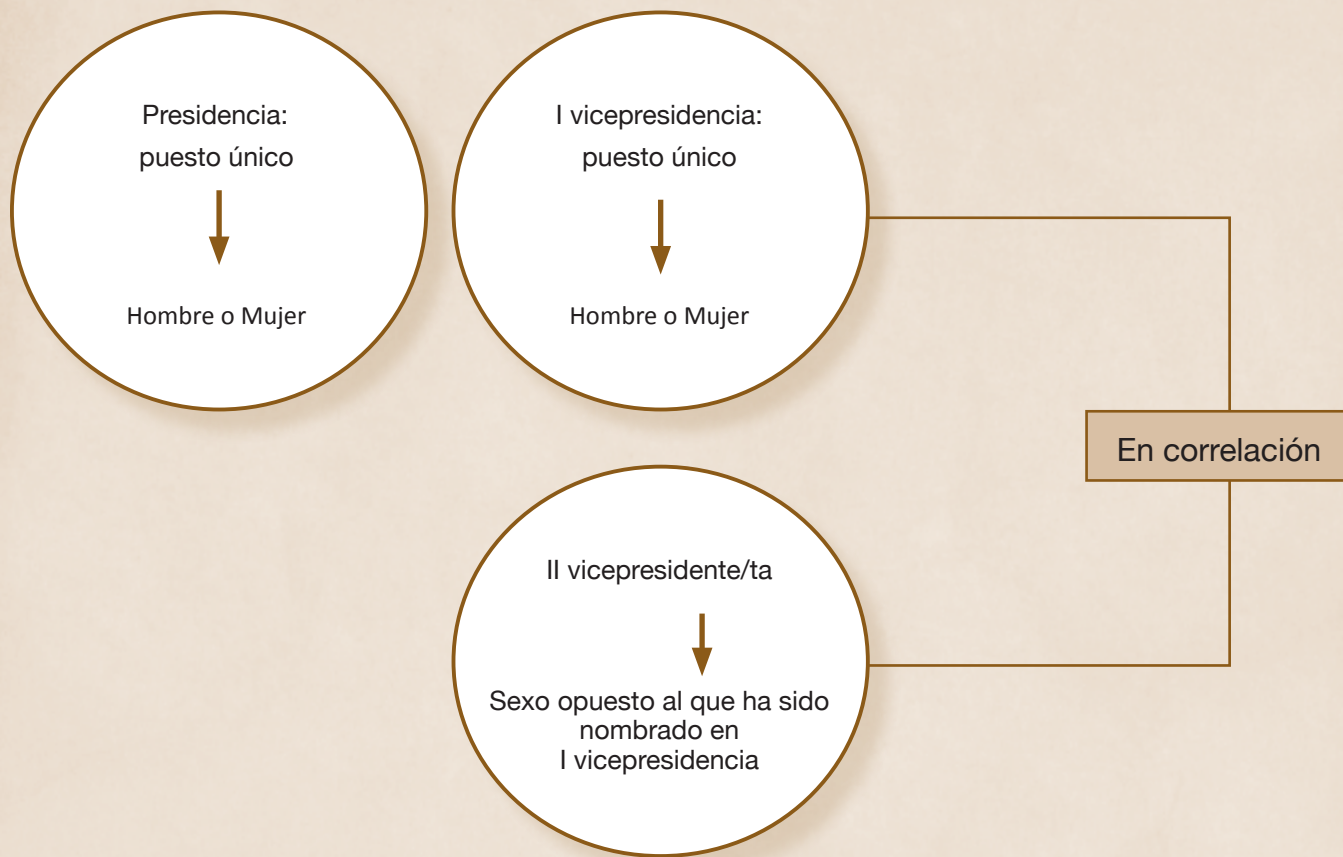 Presidencia:
puesto único
Hombre o Mujer
I vicepresidencia:
puesto único
Hombre o Mujer
En correlación
II vicepresidente/ta
Sexo opuesto al que ha sido
nombrado en
I vicepresidencia